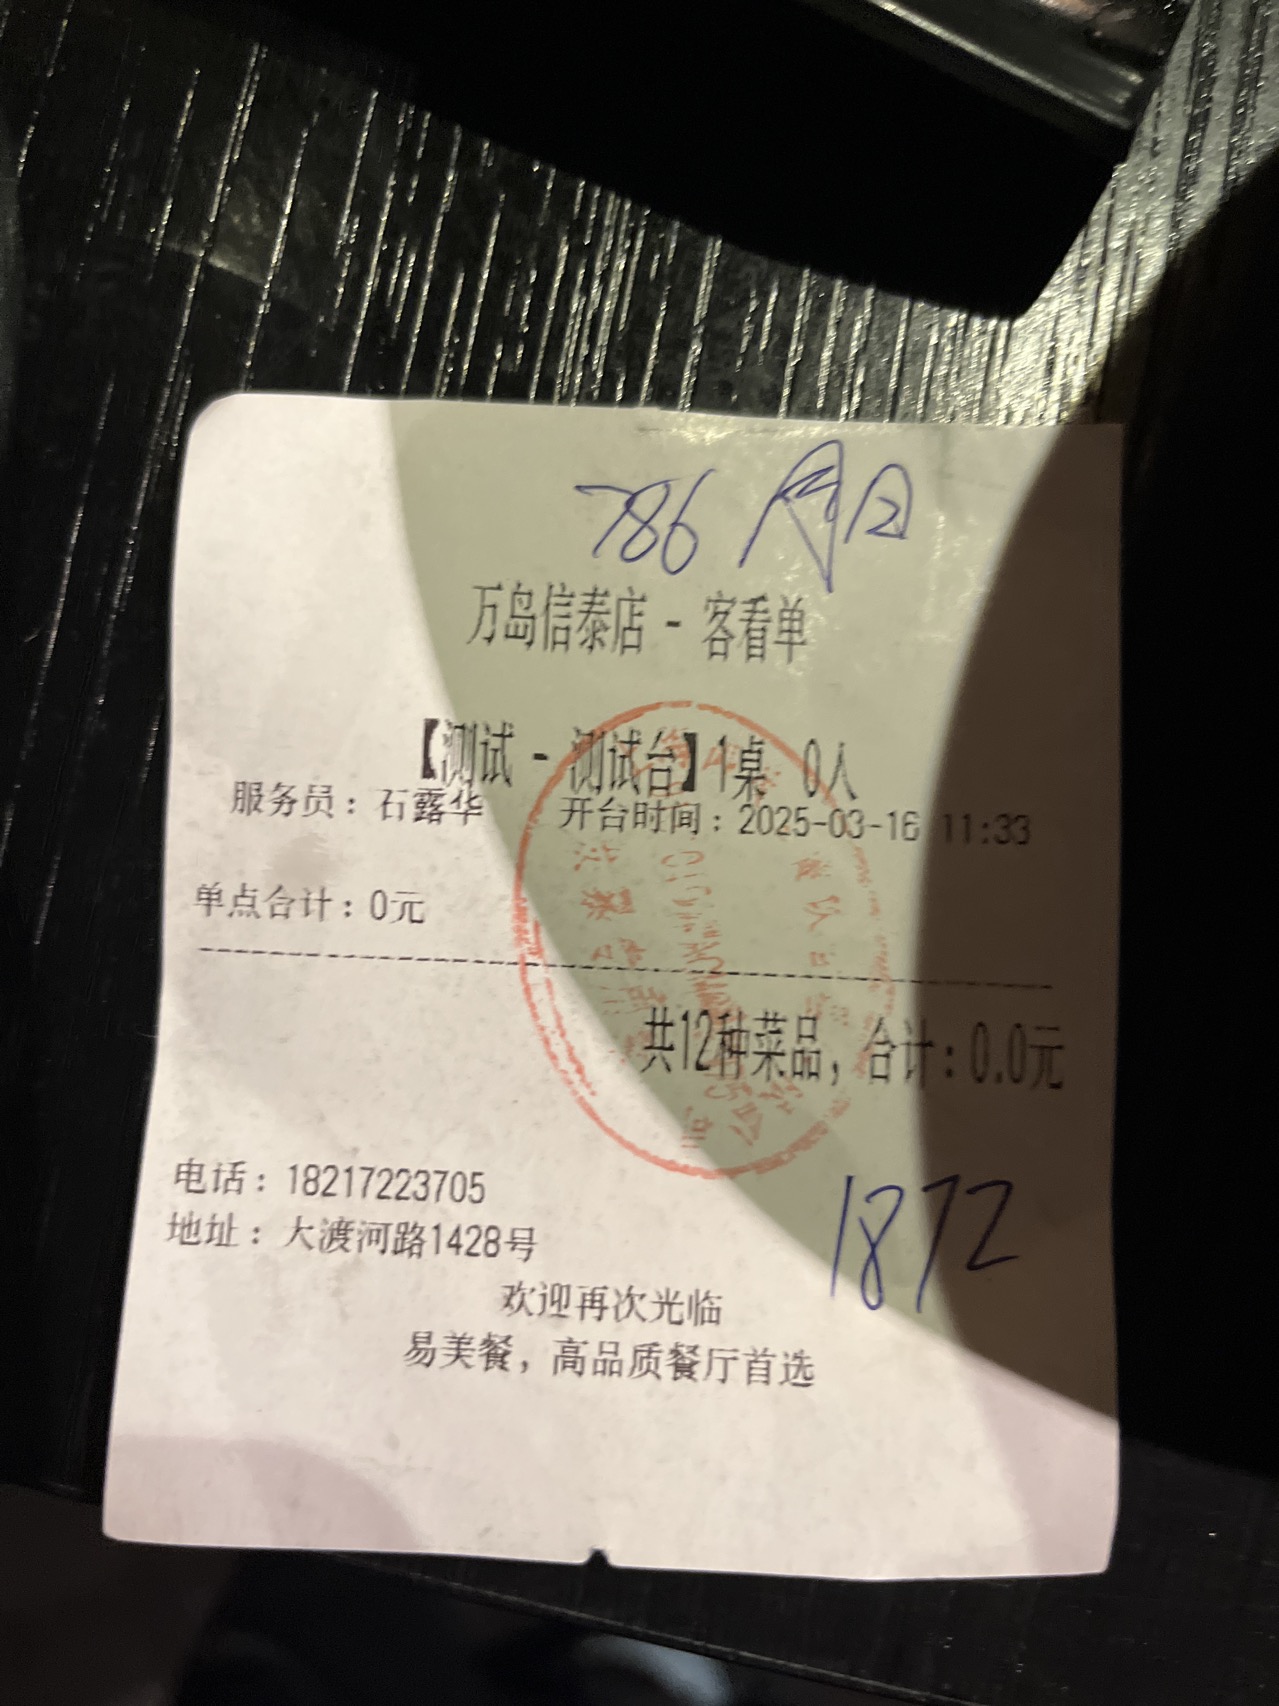 786 周日
万岛信泰店 - 客看单
【测试 - 测试台】1桌 0人
服务员：石露华 开台时间：2025-03-16 11:33
单点合计：0元
共12种菜品，合计：0.0元
1872
电话：18217223705
地址：大渡河路1428号
欢迎再次光临
易美餐，高品质餐厅首选